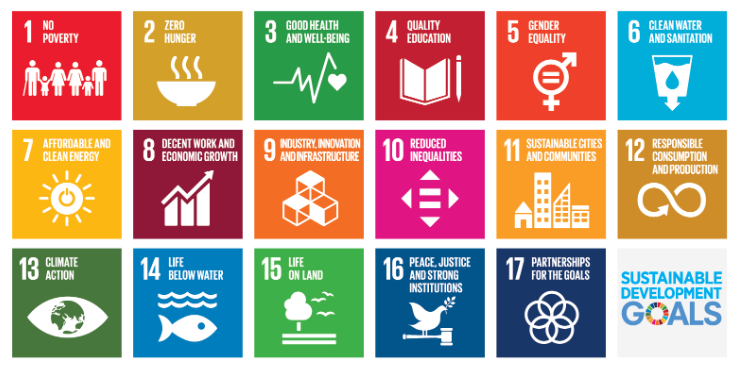 1 NO
POVERTY
2 ZERO
HUNGER
3 GOOD HEALTH
AND WELL-BEING
4 QUALITY
EDUCATION
5 GENDER
EQUALITY
6 CLEAN WATER
AND SANITATION
7 AFFORDABLE AND
CLEAN ENERGY
8 DECENT WORK AND
ECONOMIC GROWTH
9 INDUSTRY, INNOVATION
AND INFRASTRUCTURE
10 REDUCED
INEQUALITIES
11 SUSTAINABLE CITIES
AND COMMUNITIES
12 RESPONSIBLE
CONSUMPTION
AND PRODUCTION
13 CLIMATE
ACTION
14 LIFE
BELOW WATER
15 LIFE
ON LAND
16 PEACE, JUSTICE
AND STRONG
INSTITUTIONS
17 PARTNERSHIPS
FOR THE GOALS
SUSTAINABLE
DEVELOPMENT
GOALS